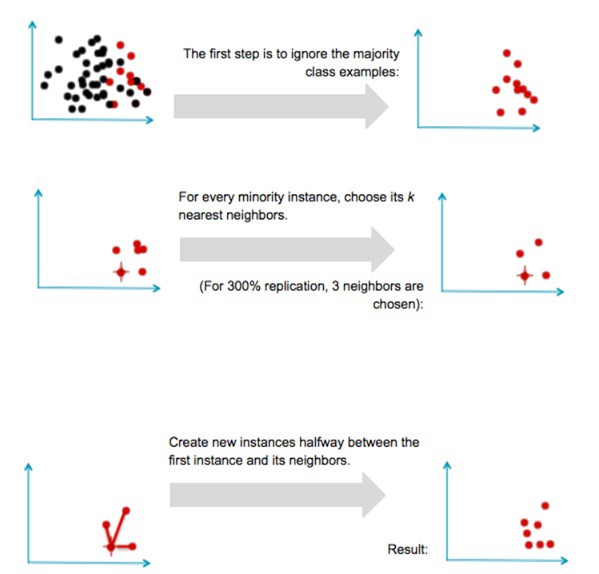 The first step is to ignore the majority
class examples:
For every minority instance, choose its k
nearest neighbors.
(For 300% replication, 3 neighbors are
chosen):
Create new instances halfway between the
first instance and its neighbors.
Result: